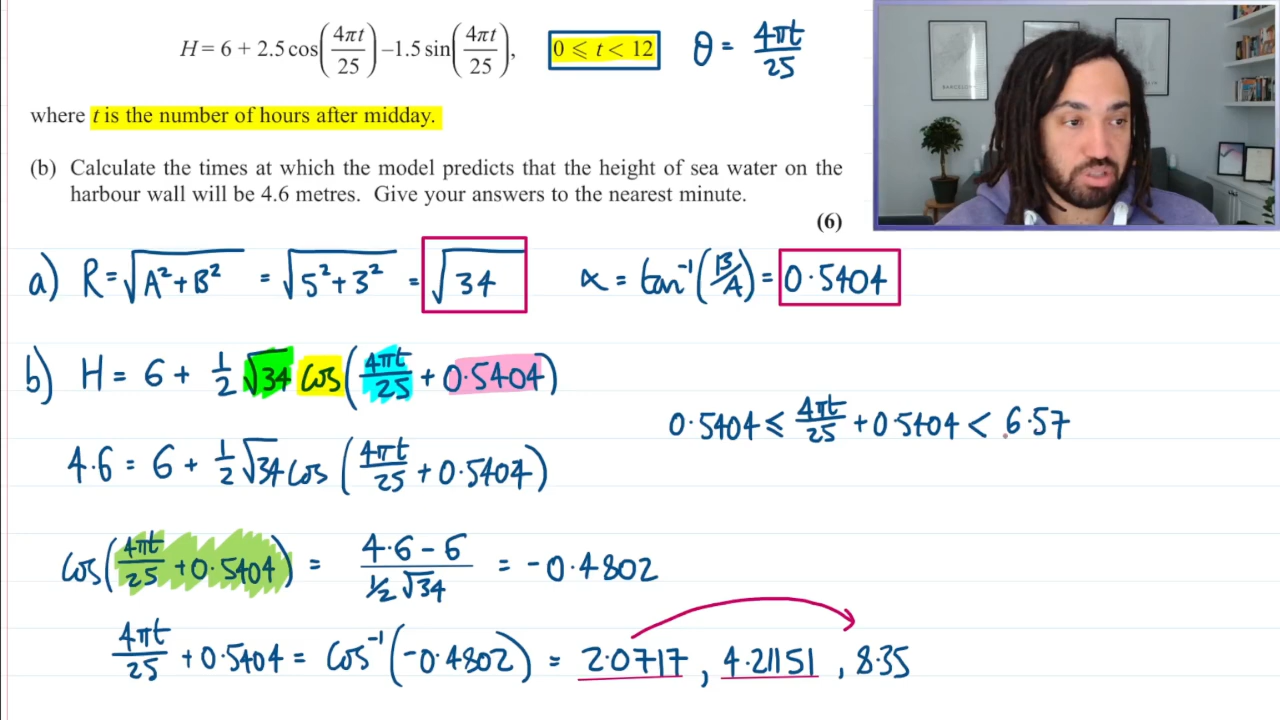 H = 6 + 2.5 cos(4πt/25) – 1.5 sin(4πt/25), 0 ⩽ t < 12 θ = 4πt/25
where t is the number of hours after midday.
(b) Calculate the times at which the model predicts that the height of sea water on the
harbour wall will be 4.6 metres. Give your answers to the nearest minute.
(6)
a) R = √(A² + B²) = √(5² + 3²) = √34 α = tan⁻¹(B/A) = 0.5404
b) H = 6 + ½√34 cos(4πt/25 + 0.5404)
0.5404 ⩽ 4πt/25 + 0.5404 < 6.57
4.6 = 6 + ½√34 cos(4πt/25 + 0.5404)
cos(4πt/25 + 0.5404) = (4.6 – 6)/(½√34) = -0.4802
4πt/25 + 0.5404 = cos⁻¹(-0.4802) = 2.0717, 4.21151, 8.35